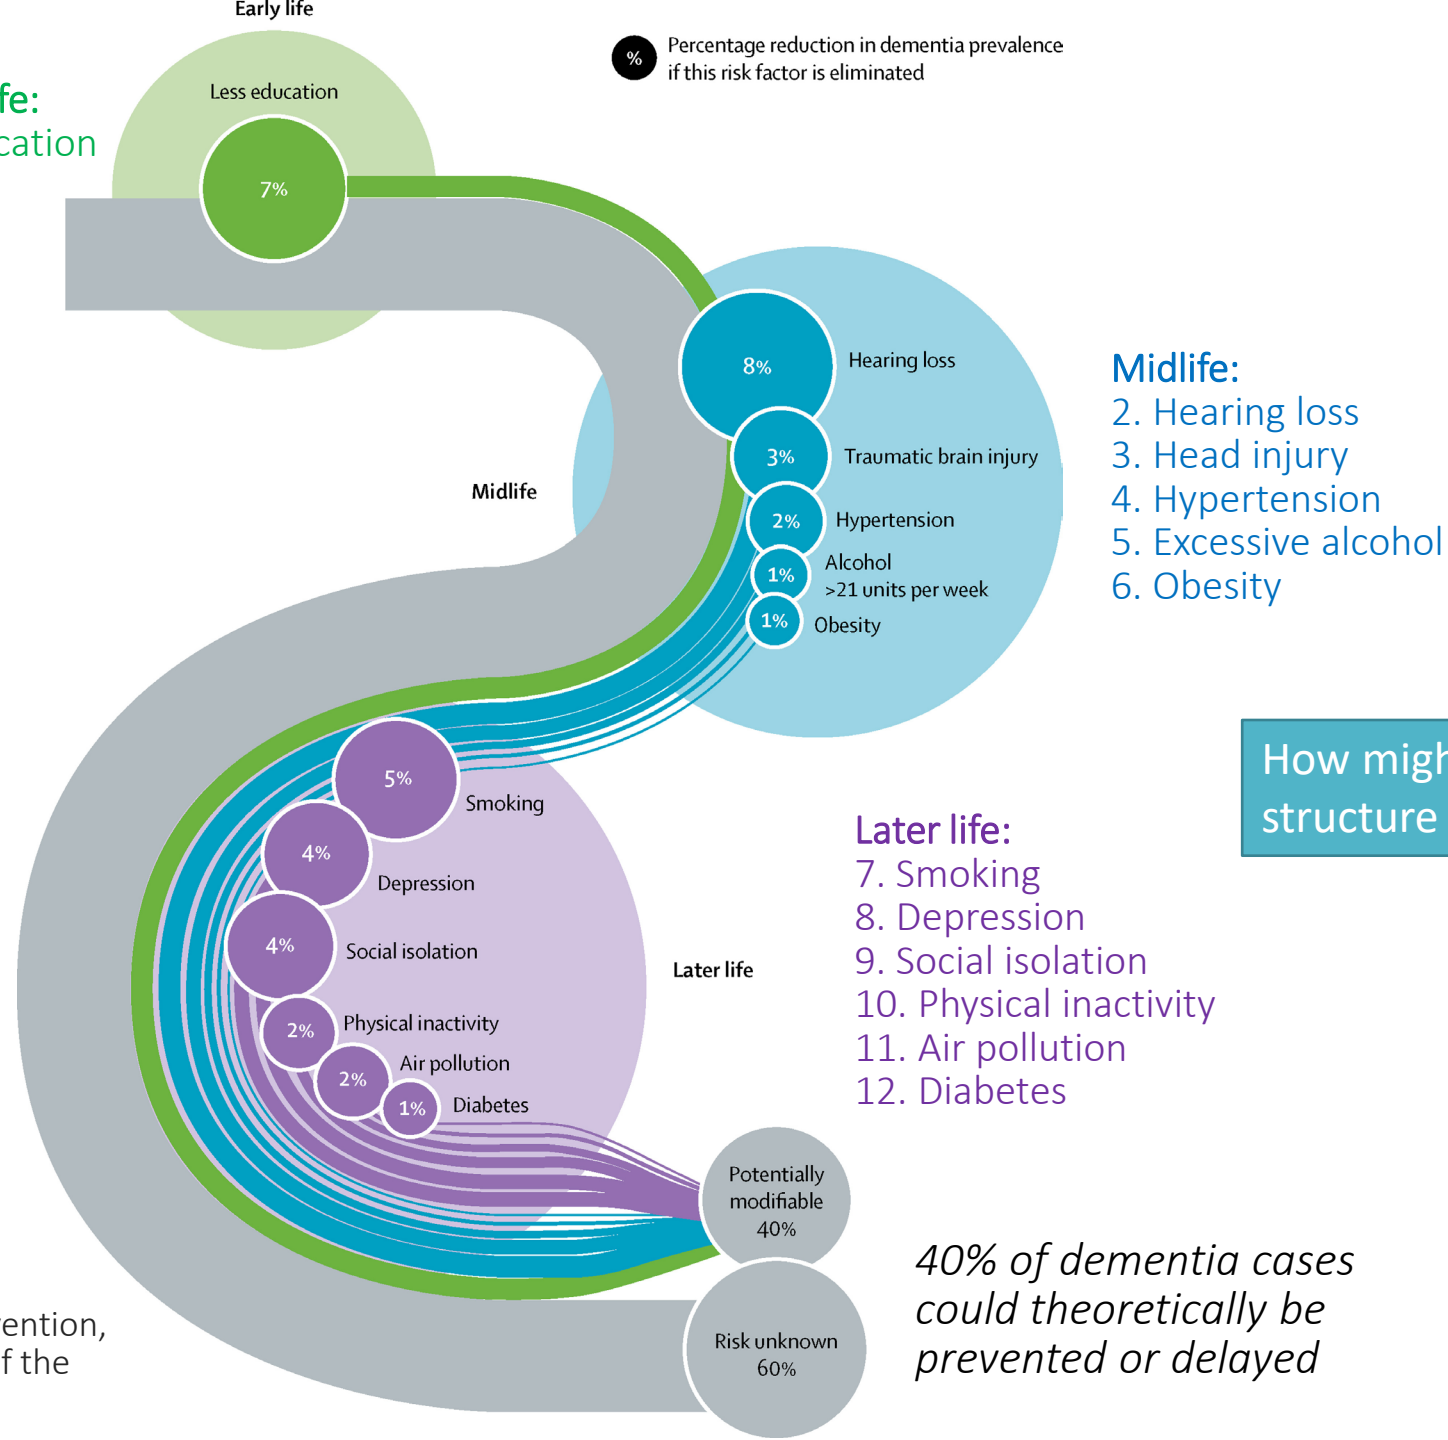 Early life
%
Percentage reduction in dementia prevalence
if this risk factor is eliminated
fe:
cation
Less education
7%
8%
Hearing loss
3%
Traumatic brain injury
2%
Hypertension
1%
Alcohol
>21 units per week
1%
Obesity
Midlife
Midlife:
2. Hearing loss
3. Head injury
4. Hypertension
5. Excessive alcohol
6. Obesity
5%
Smoking
4%
Depression
4%
Social isolation
2%
Physical inactivity
2%
Air pollution
1%
Diabetes
Later life
How migh
structure
Later life:
7. Smoking
8. Depression
9. Social isolation
10. Physical inactivity
11. Air pollution
12. Diabetes
Potentially
modifiable
40%
Risk unknown
60%
40% of dementia cases
could theoretically be
prevented or delayed
ention,
f the